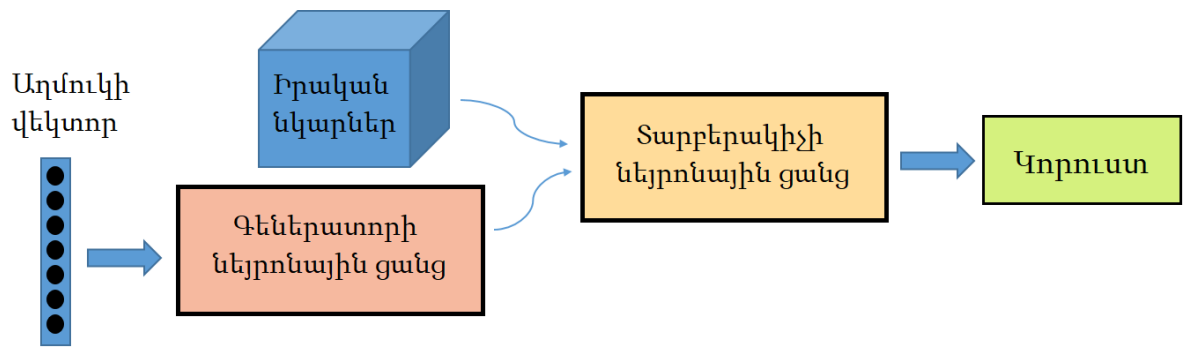 Աղմուկի
վեկտոր
Իրական
նկարներ
Գեներատորի
նեյրոնային ցանց
Տարբերակիչի
նեյրոնային ցանց
Կորուստ